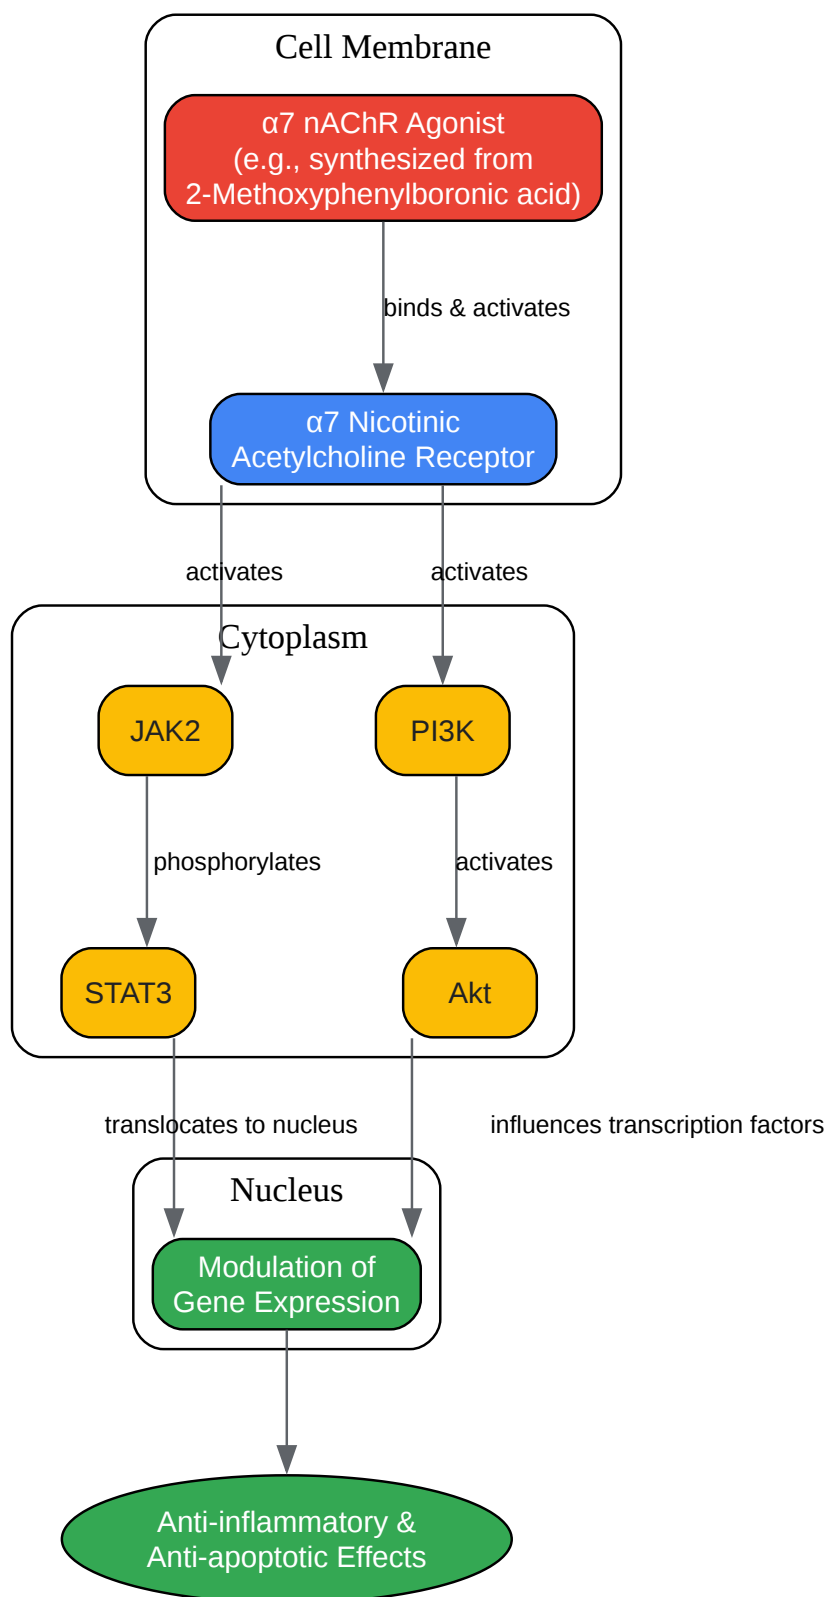 Cell Membrane
α7 nAChR Agonist
(e.g., synthesized from
2-Methoxyphenylboronic acid)
binds & activates
α7 Nicotinic
Acetylcholine Receptor
activates
activates
Cytoplasm
JAK2
PI3K
phosphorylates
activates
STAT3
Akt
translocates to nucleus
influences transcription factors
Nucleus
Modulation of
Gene Expression
Anti-inflammatory &
Anti-apoptotic Effects